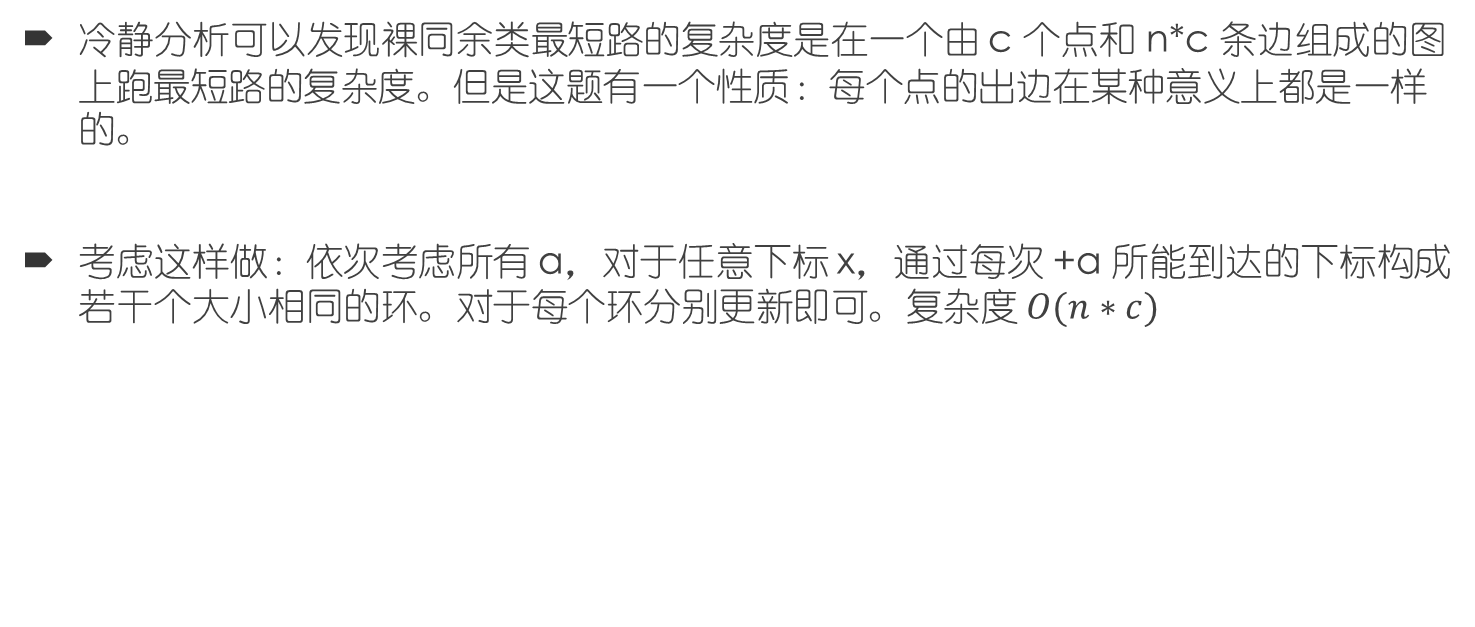 冷静分析可以发现裸同余类最短路的复杂度是在一个由 c 个点和 n*c 条边组成的图
上跑最短路的复杂度。但是这题有一个性质：每个点的出边在某种意义上都是一样
的。
考虑这样做：依次考虑所有 a，对于任意下标 x，通过每次 +a 所能到达的下标构成
若干个大小相同的环。对于每个环分别更新即可。复杂度 O(n * c)